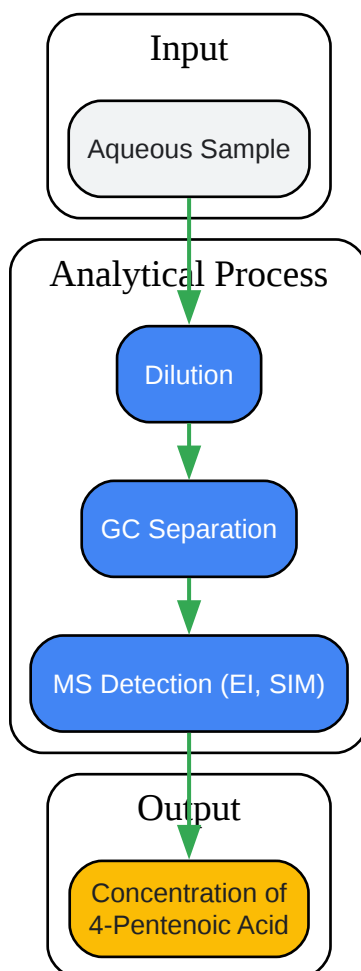 Input
Aqueous Sample
Analytical Process
Dilution
GC Separation
MS Detection (EI, SIM)
Output
Concentration of
4-Pentenoic Acid